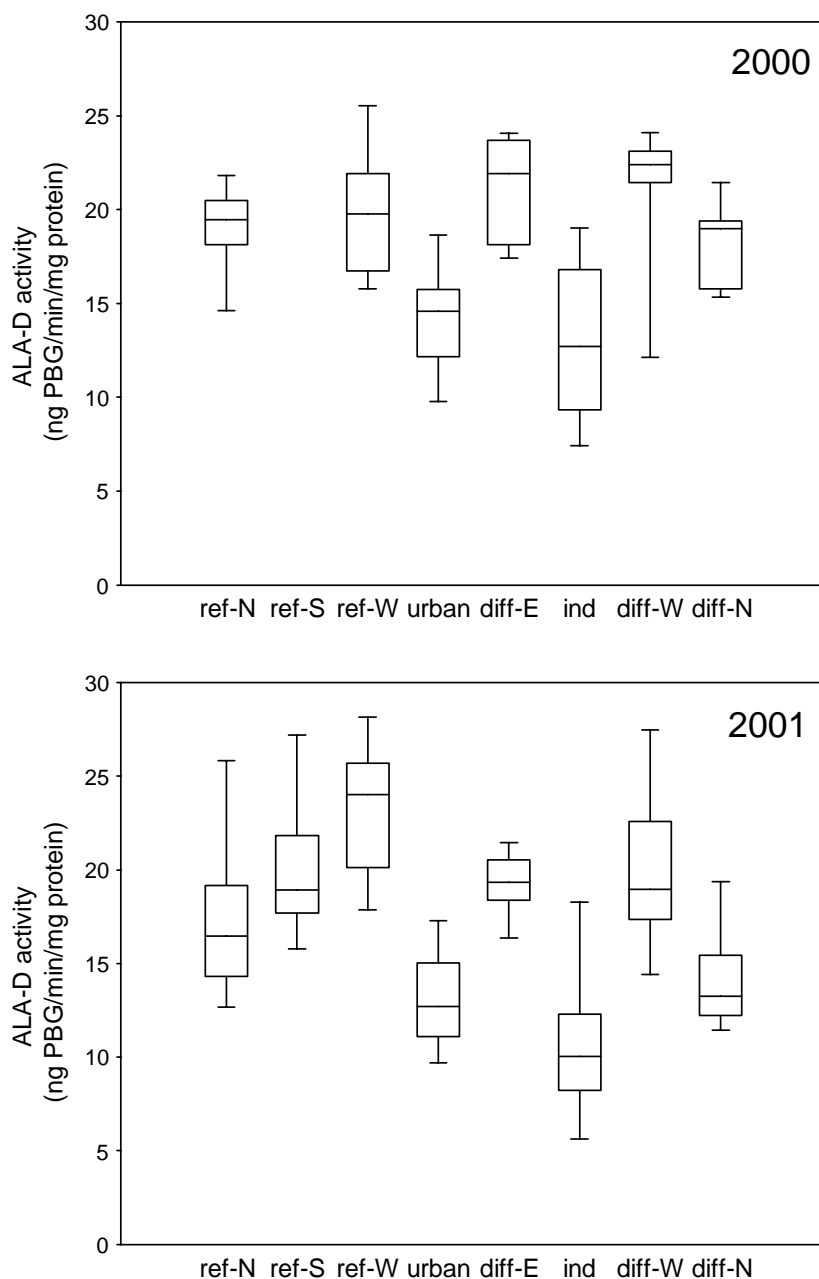 2000
ALA-D activity
(ng PBG/min/mg protein)
30
25
20
15
10
5
0
ref-N ref-S ref-W urban diff-E ind diff-W diff-N
2001
ALA-D activity
(ng PBG/min/mg protein)
30
25
20
15
10
5
0
ref-N ref-S ref-W urban diff-E ind diff-W diff-N